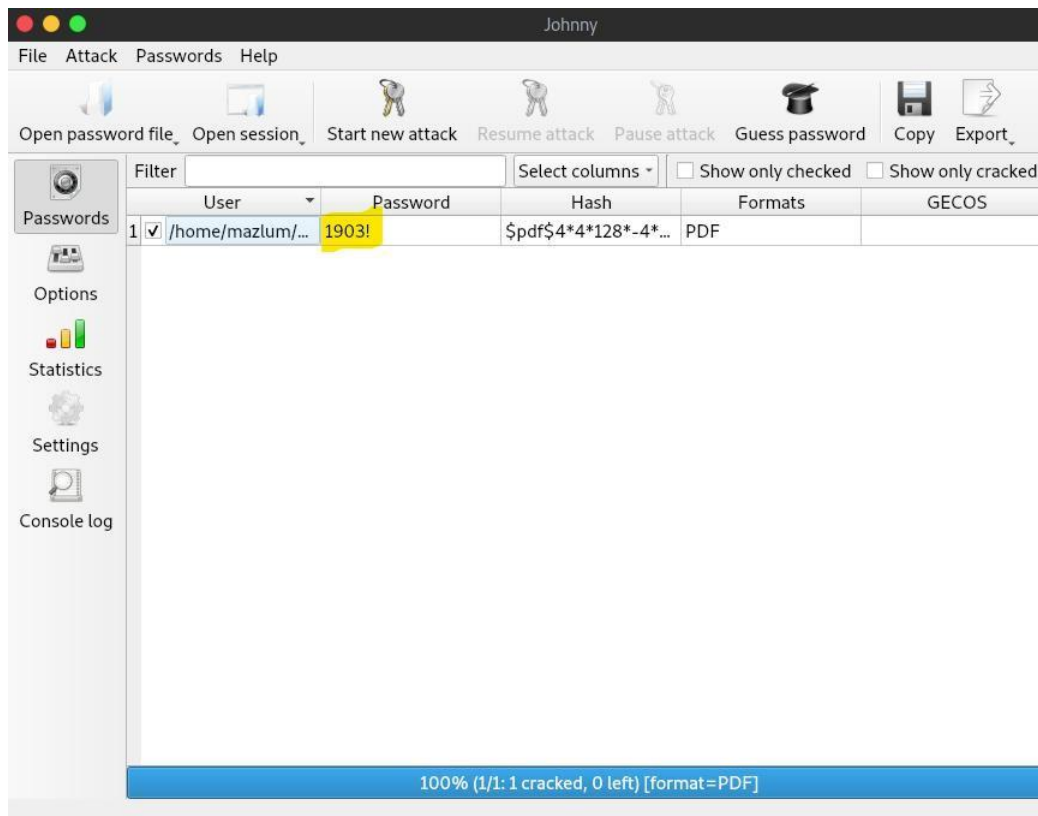 Johnny
File Attack Passwords Help
Open password file Open session Start new attack Resume attack Pause attack Guess password Copy Export
Passwords
Filter Select columns Show only checked Show only cracked
User Password Hash Formats GECOS
1 /home/mazlum/... 1903! $pdf$4*4*128*-4*... PDF
Options
Statistics
Settings
Console log
100% (1/1: 1 cracked, 0 left) [format=PDF]